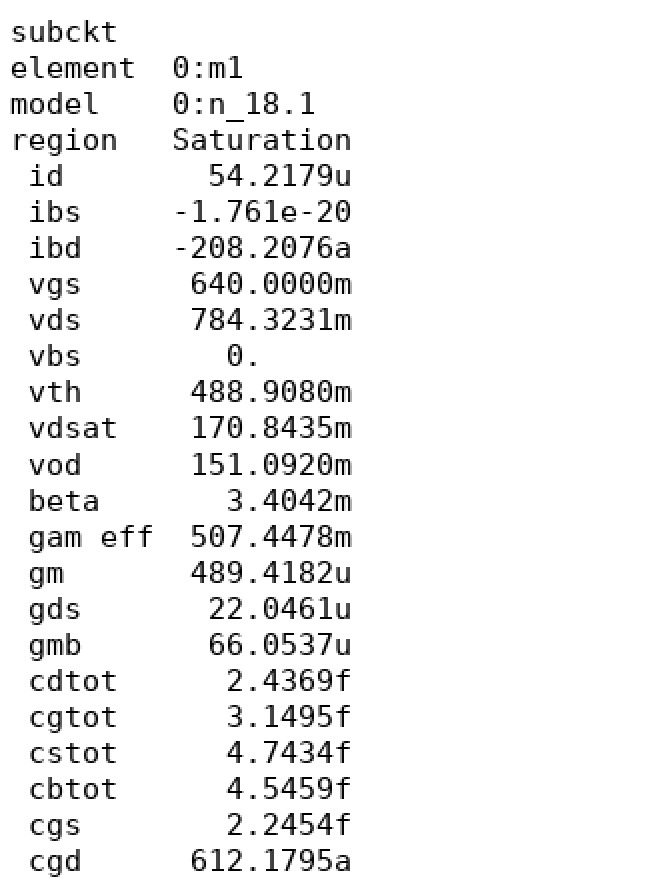 subckt
element  0:m1
model    0:n_18.1
region   Saturation
 id        54.2179u
 ibs     -1.761e-20
 ibd     -208.2076a
 vgs      640.0000m
 vds      784.3231m
 vbs        0.
 vth      488.9080m
 vdsat    170.8435m
 vod      151.0920m
 beta       3.4042m
 gam eff  507.4478m
 gm       489.4182u
 gds       22.0461u
 gmb       66.0537u
 cdtot      2.4369f
 cgtot      3.1495f
 cstot      4.7434f
 cbtot      4.5459f
 cgs        2.2454f
 cgd      612.1795a